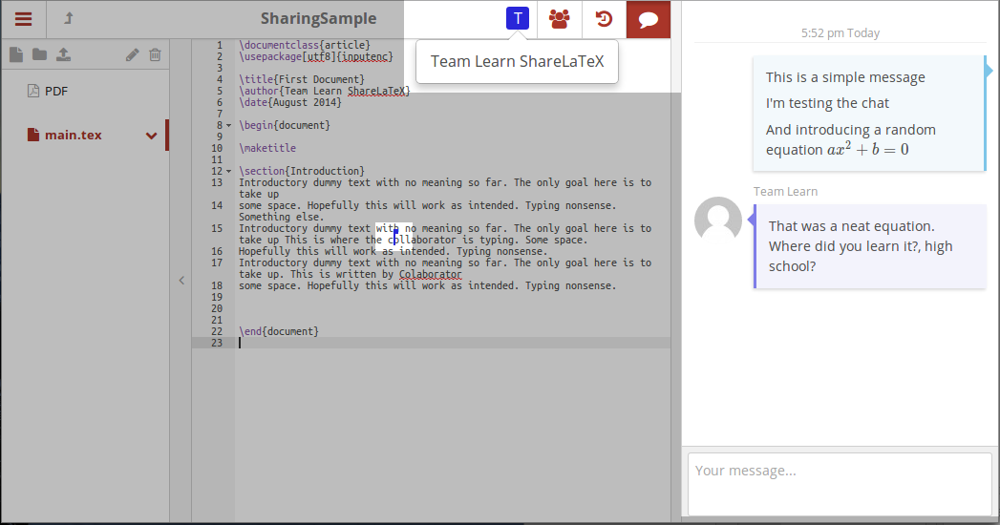 SharingSample
T
Team Learn ShareLaTeX
PDF
main.tex
1 \documentclass{article}
2 \usepackage[utf8]{inputenc}
3
4 \title{First Document}
5 \author{Team Learn ShareLaTeX}
6 \date{August 2014}
7
8 \begin{document}
9
10 \maketitle
11
12 \section{Introduction}
13 Introductory dummy text with no meaning so far. The only goal here is to
take up
14 some space. Hopefully this will work as intended. Typing nonsense.
Something else.
15 Introductory dummy text with no meaning so far. The only goal here is to
take up This is where the collaborator is typing. Some space.
16 Hopefully this will work as intended. Typing nonsense.
17 Introductory dummy text with no meaning so far. The only goal here is to
take up. This is written by Colaborator
18 some space. Hopefully this will work as intended. Typing nonsense.
19
20
21
22 \end{document}
23
5:52 pm Today
This is a simple message
I'm testing the chat
And introducing a random
equation ax² + b = 0
Team Learn
That was a neat equation.
Where did you learn it?, high
school?
Your message...